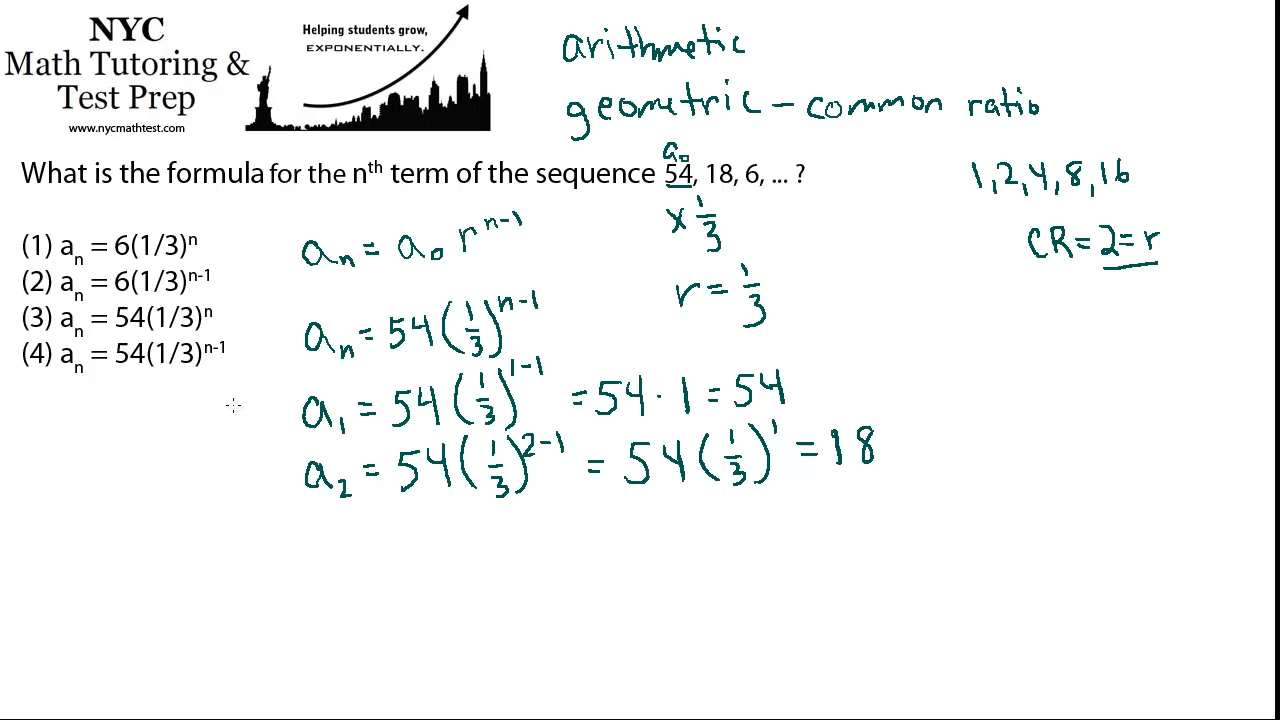 NYC
Math Tutoring &
Test Prep
www.nycmathtest.com
Helping students grow,
EXPONENTIALLY.
arithmetic
geometric - common ratio
a₀
What is the formula for the nᵗʰ term of the sequence 54, 18, 6, ... ?
1, 2, 4, 8, 16
CR = 2 = r
x 1/3
r = 1/3
(1) aₙ = 6(1/3)ⁿ
(2) aₙ = 6(1/3)ⁿ⁻¹
(3) aₙ = 54(1/3)ⁿ
(4) aₙ = 54(1/3)ⁿ⁻¹
aₙ = a₀ rⁿ⁻¹
aₙ = 54(1/3)ⁿ⁻¹
a₁ = 54(1/3)¹⁻¹ = 54 · 1 = 54
a₂ = 54(1/3)²⁻¹ = 54(1/3)¹ = 18